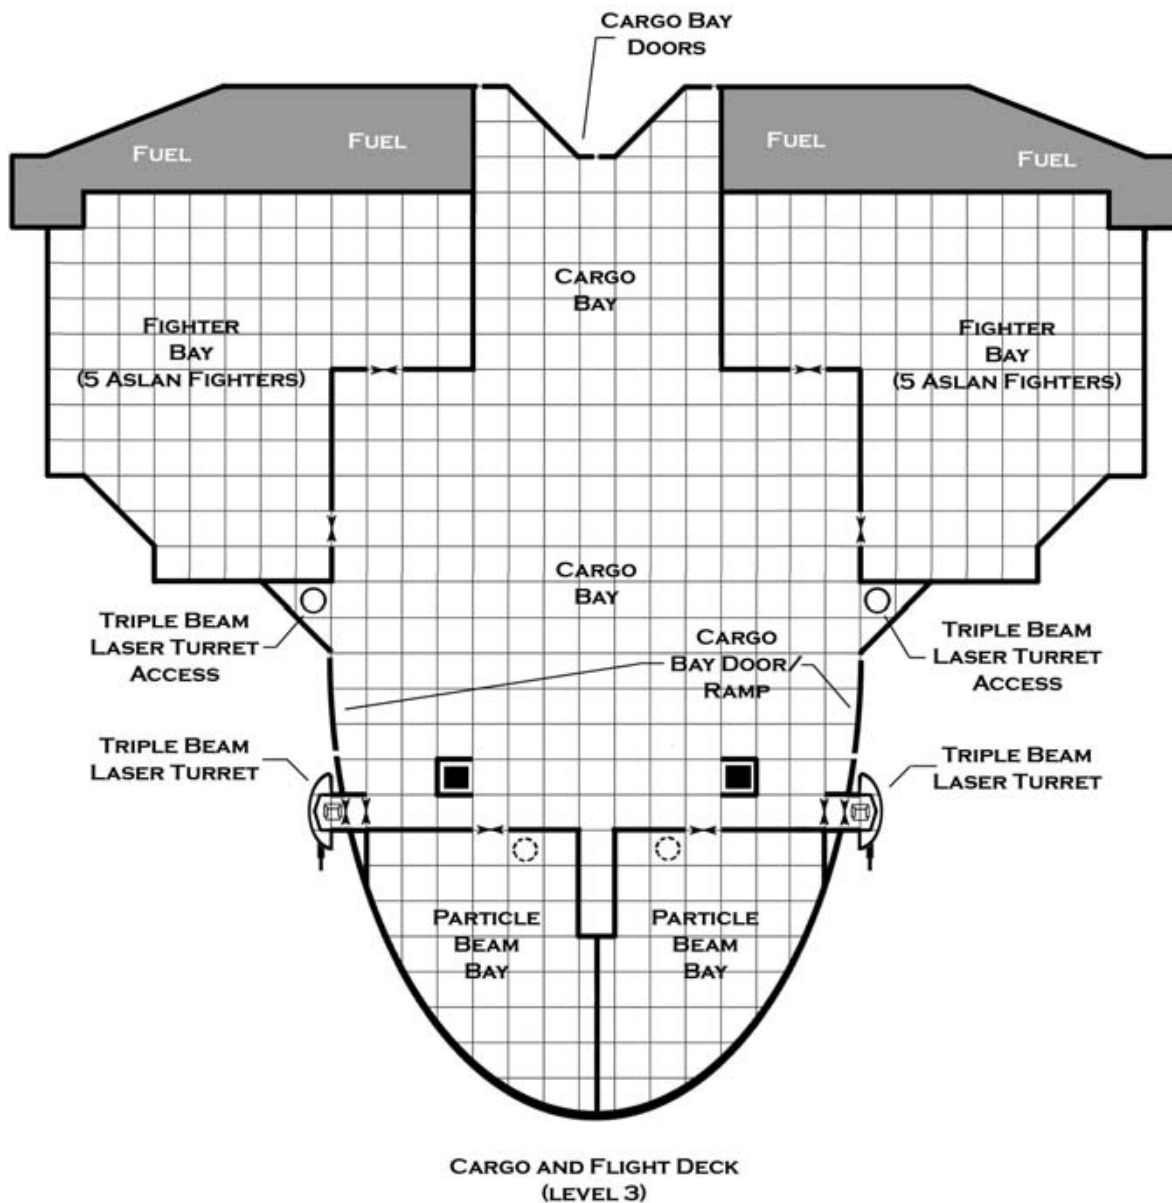 CARGO BAY
DOORS
FUEL
FUEL
FUEL
FUEL
CARGO
BAY
FIGHTER
BAY
(5 ASLAN FIGHTERS)
FIGHTER
BAY
(5 ASLAN FIGHTERS)
CARGO
BAY
TRIPLE BEAM
LASER TURRET
ACCESS
CARGO
BAY DOOR/
RAMP
TRIPLE BEAM
LASER TURRET
ACCESS
TRIPLE BEAM
LASER TURRET
TRIPLE BEAM
LASER TURRET
PARTICLE
BEAM
BAY
PARTICLE
BEAM
BAY
CARGO AND FLIGHT DECK
(LEVEL 3)